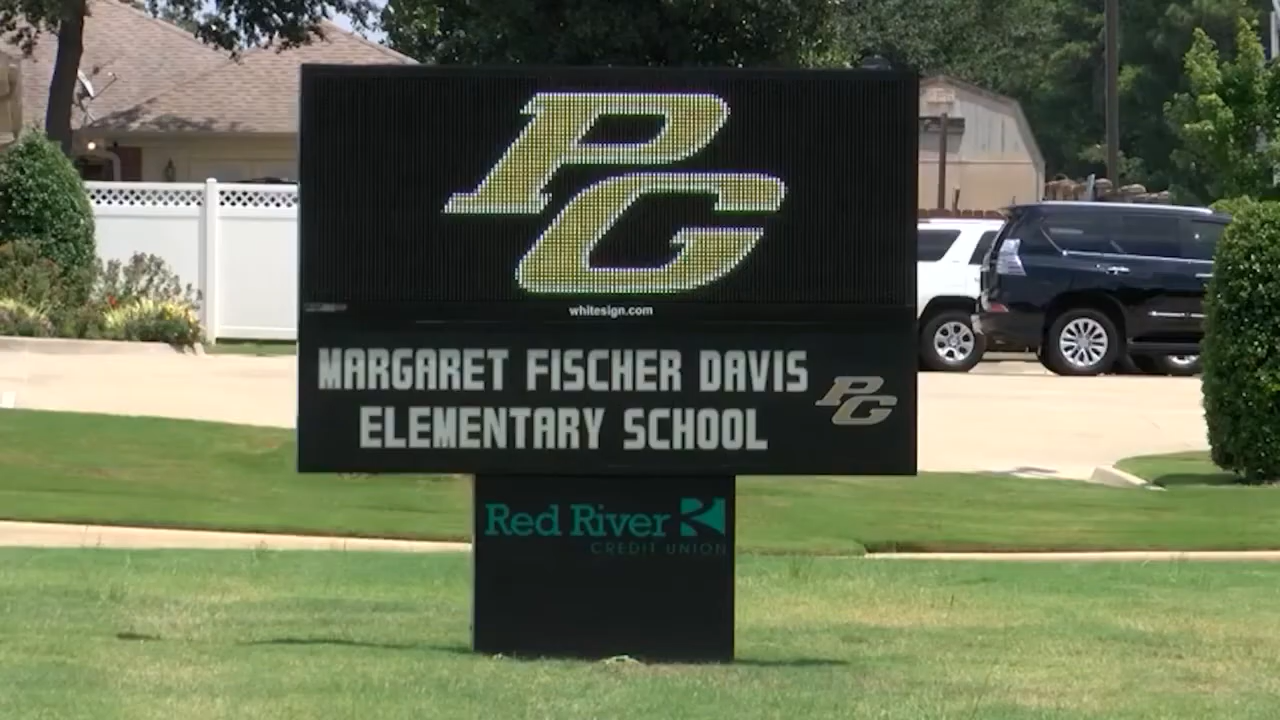 PG
whitesign.com
MARGARET FISCHER DAVIS
ELEMENTARY SCHOOL
PG
Red River
CREDIT UNION